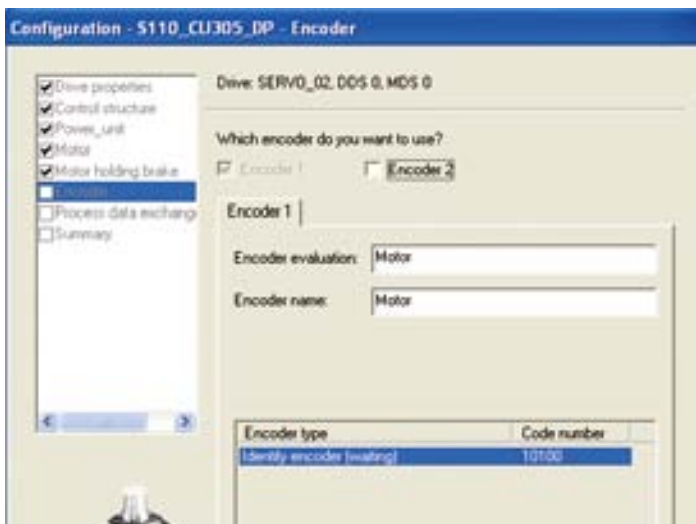 Configuration - S110_CU305_DP - Encoder
Drive properties
Control structure
Power_unit
Motor
Motor holding brake
Encoder
Process data exchang
Summary
Drive: SERVO_02, DDS 0, MDS 0
Which encoder do you want to use?
Encoder 1
Encoder 2
Encoder 1
Encoder evaluation: Motor
Encoder name: Motor
Encoder type Code number
Identify encoder (waiting) 10100